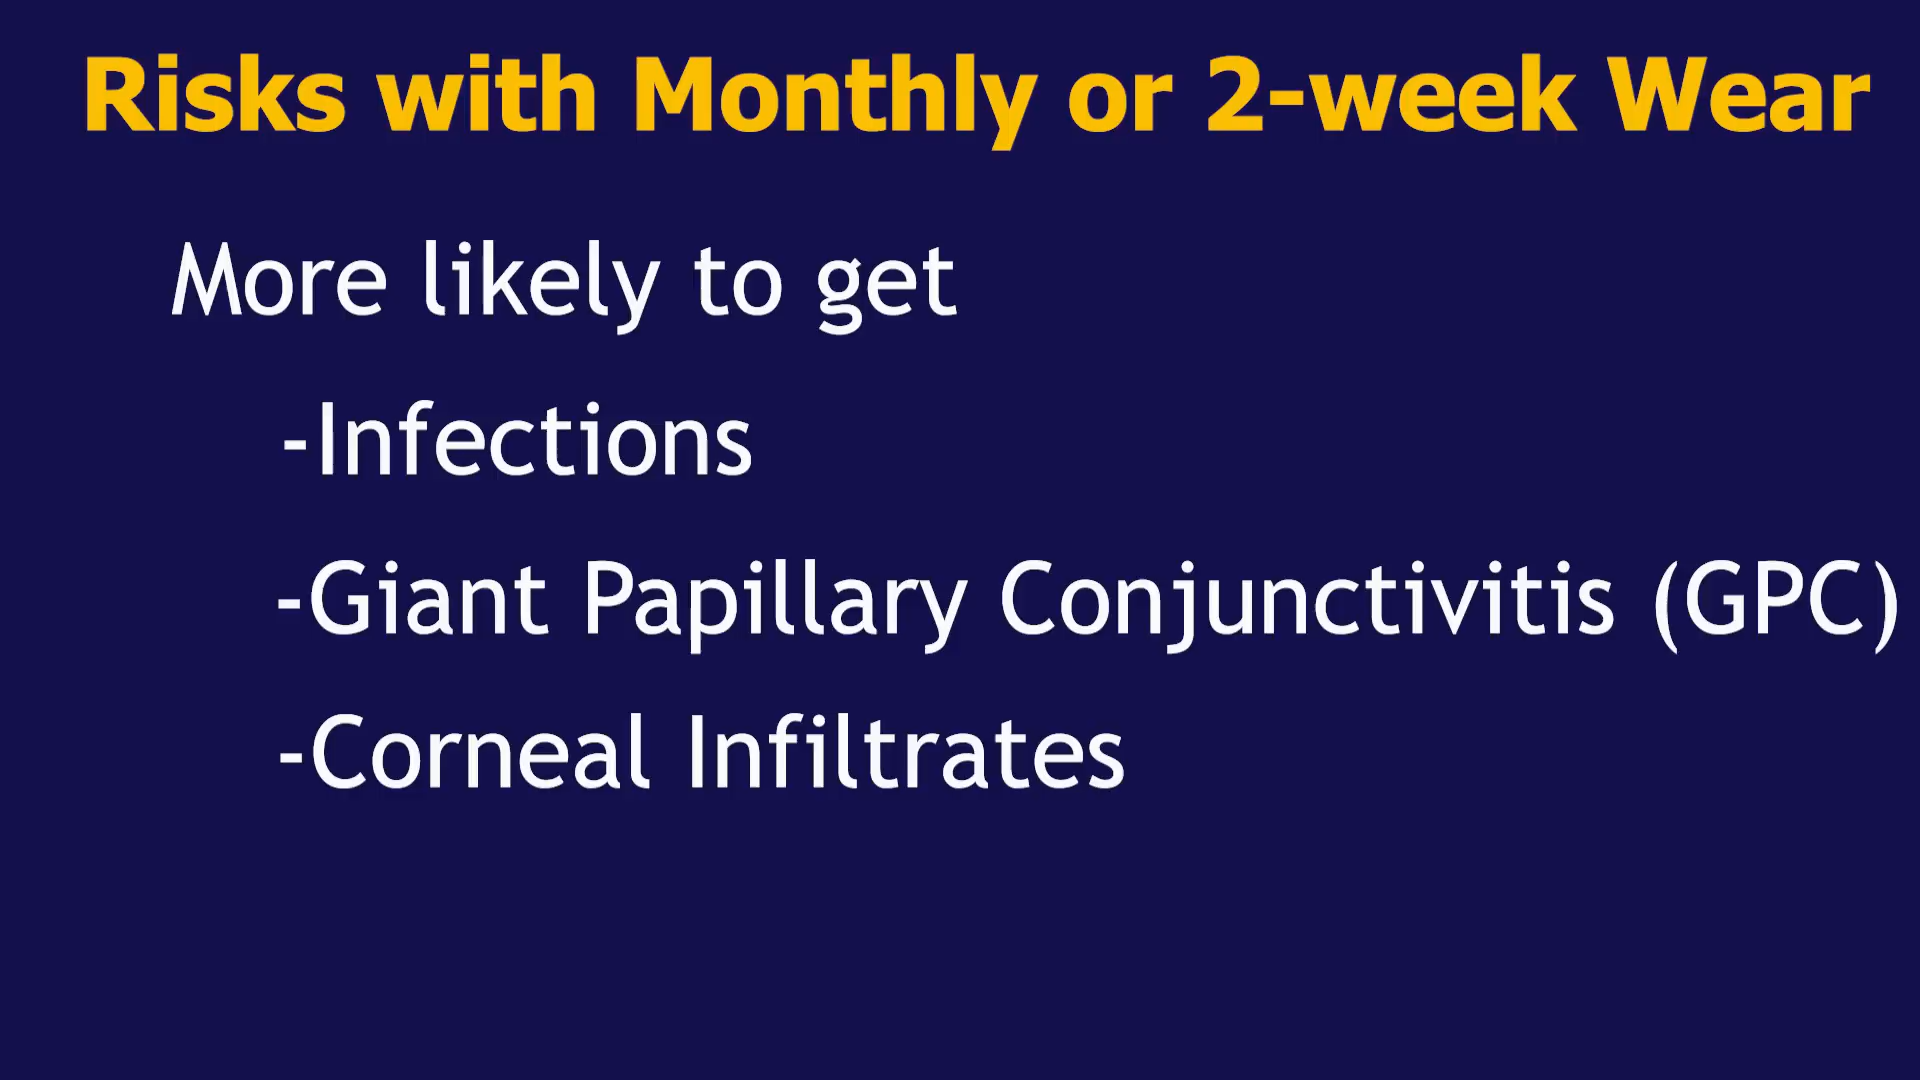 Risks with Monthly or 2-week Wear
More likely to get
-Infections
-Giant Papillary Conjunctivitis (GPC)
-Corneal Infiltrates